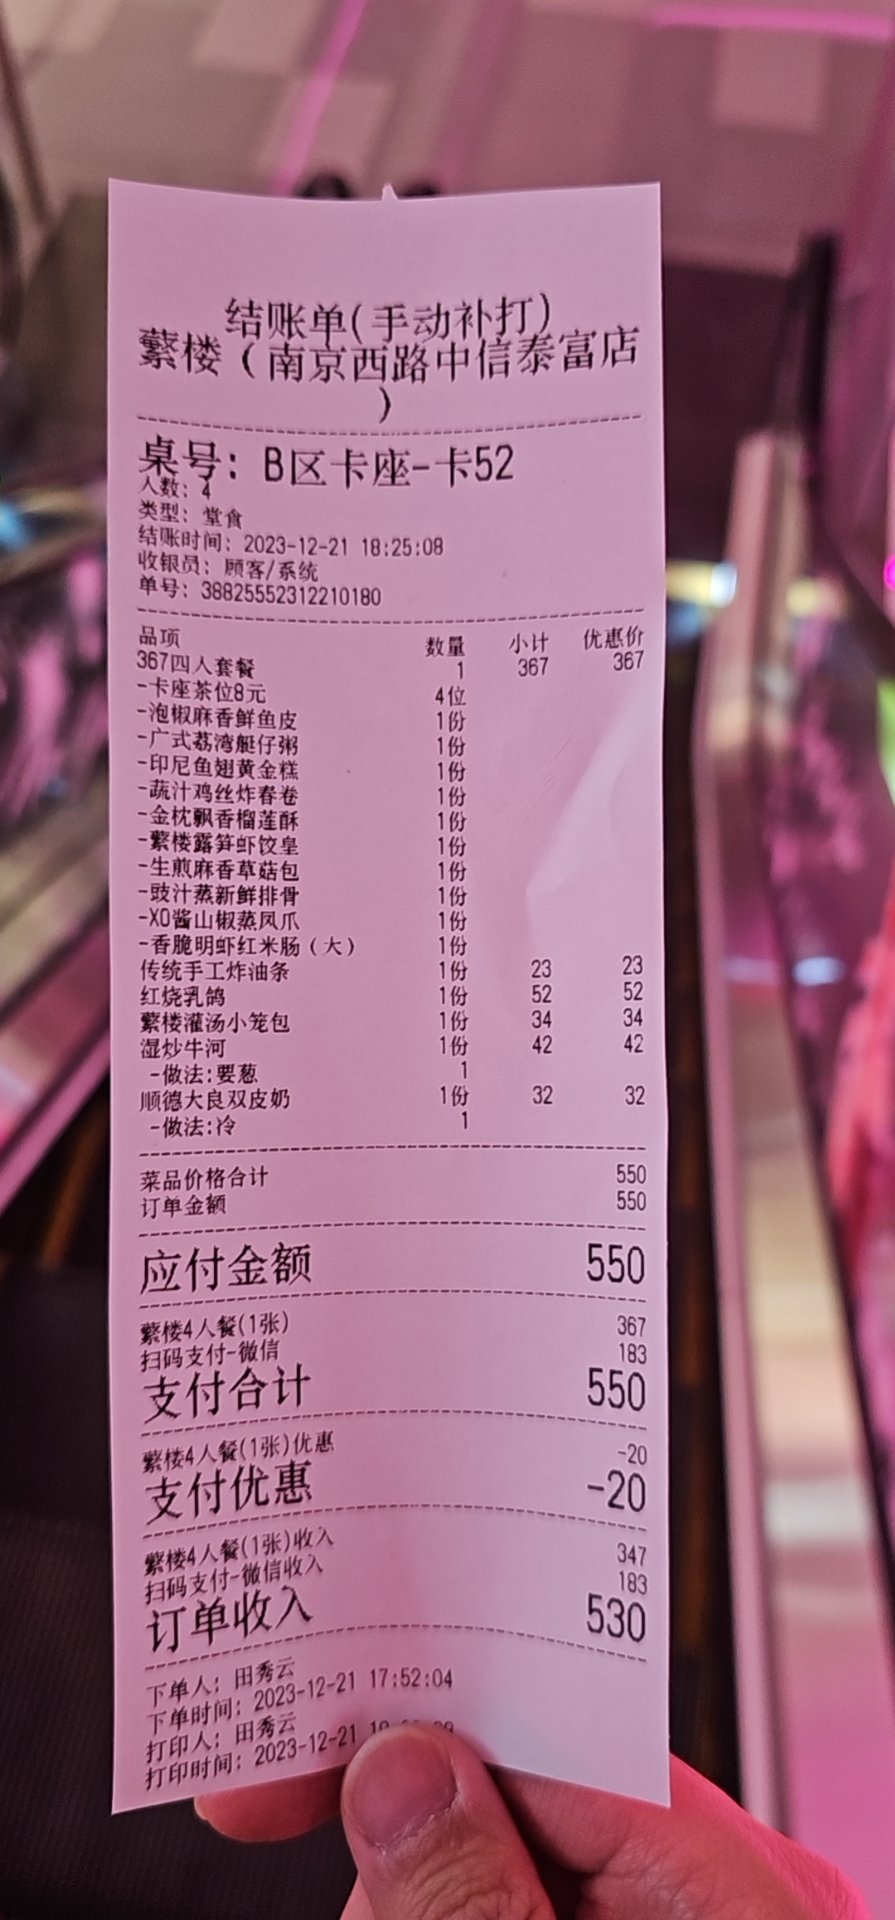 结账单(手动补打)
蘩楼（南京西路中信泰富店
）
桌号：B区卡座-卡52
人数：4
类型：堂食
结账时间：2023-12-21 18:25:08
收银员：顾客/系统
单号：38825552312210180
品项 数量 小计 优惠价
367四人套餐 1 367 367
-卡座茶位8元 4位
-泡椒麻香鲜鱼皮 1份
-广式荔湾艇仔粥 1份
-印尼鱼翅黄金糕 1份
-蔬汁鸡丝炸春卷 1份
-金枕飘香榴莲酥 1份
-蘩楼露笋虾饺皇 1份
-生煎麻香草菇包 1份
-豉汁蒸新鲜排骨 1份
-XO酱山椒蒸凤爪 1份
-香脆明虾红米肠（大） 1份
传统手工炸油条 1份 23 23
红烧乳鸽 1份 52 52
蘩楼灌汤小笼包 1份 34 34
湿炒牛河 1份 42 42
-做法:要葱 1
顺德大良双皮奶 1份 32 32
-做法:冷 1
菜品价格合计 550
订单金额 550
应付金额 550
蘩楼4人餐(1张) 367
扫码支付-微信 183
支付合计 550
蘩楼4人餐(1张)优惠 -20
支付优惠 -20
蘩楼4人餐(1张)收入 347
扫码支付-微信收入 183
订单收入 530
下单人：田秀云
下单时间：2023-12-21 17:52:04
打印人：田秀云
打印时间：2023-12-21